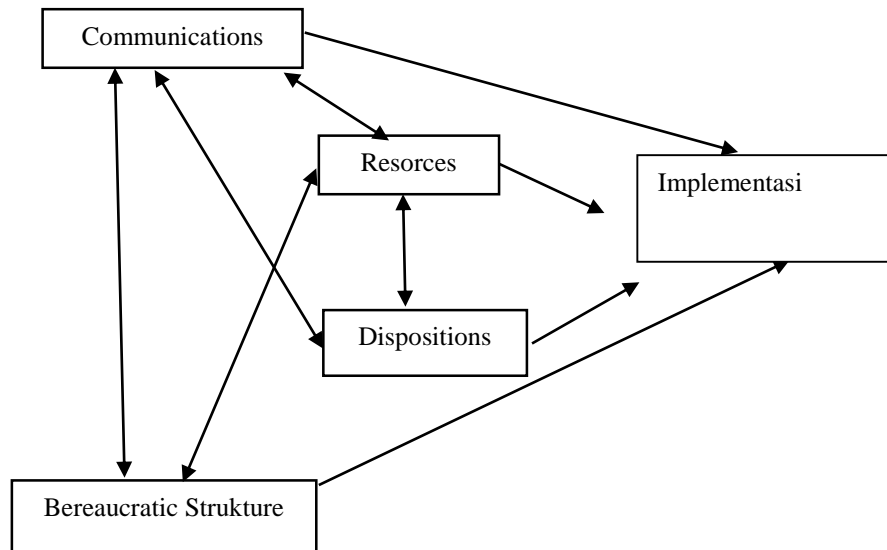 Communications
Resorces
Implementasi
Dispositions
Bereaucratic Strukture